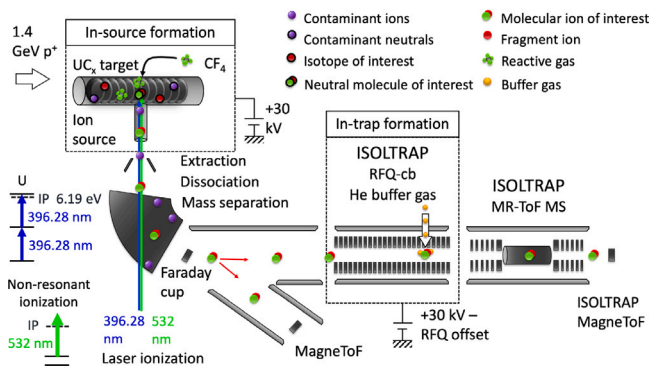 1.4
GeV p⁺
In-source formation
UCₓ target
CF₄
Ion
source
+30
kV
Contaminant ions
Contaminant neutrals
Isotope of interest
Neutral molecule of interest
Molecular ion of interest
Fragment ion
Reactive gas
Buffer gas
Extraction
Dissociation
Mass separation
U
IP 6.19 eV
396.28 nm
396.28 nm
Non-resonant
ionization
IP
532 nm
396.28
nm
532
nm
Laser ionization
Faraday
cup
MagneToF
In-trap formation
ISOLTRAP
RFQ-cb
He buffer gas
+30 kV –
RFQ offset
ISOLTRAP
MR-ToF MS
ISOLTRAP
MagneToF